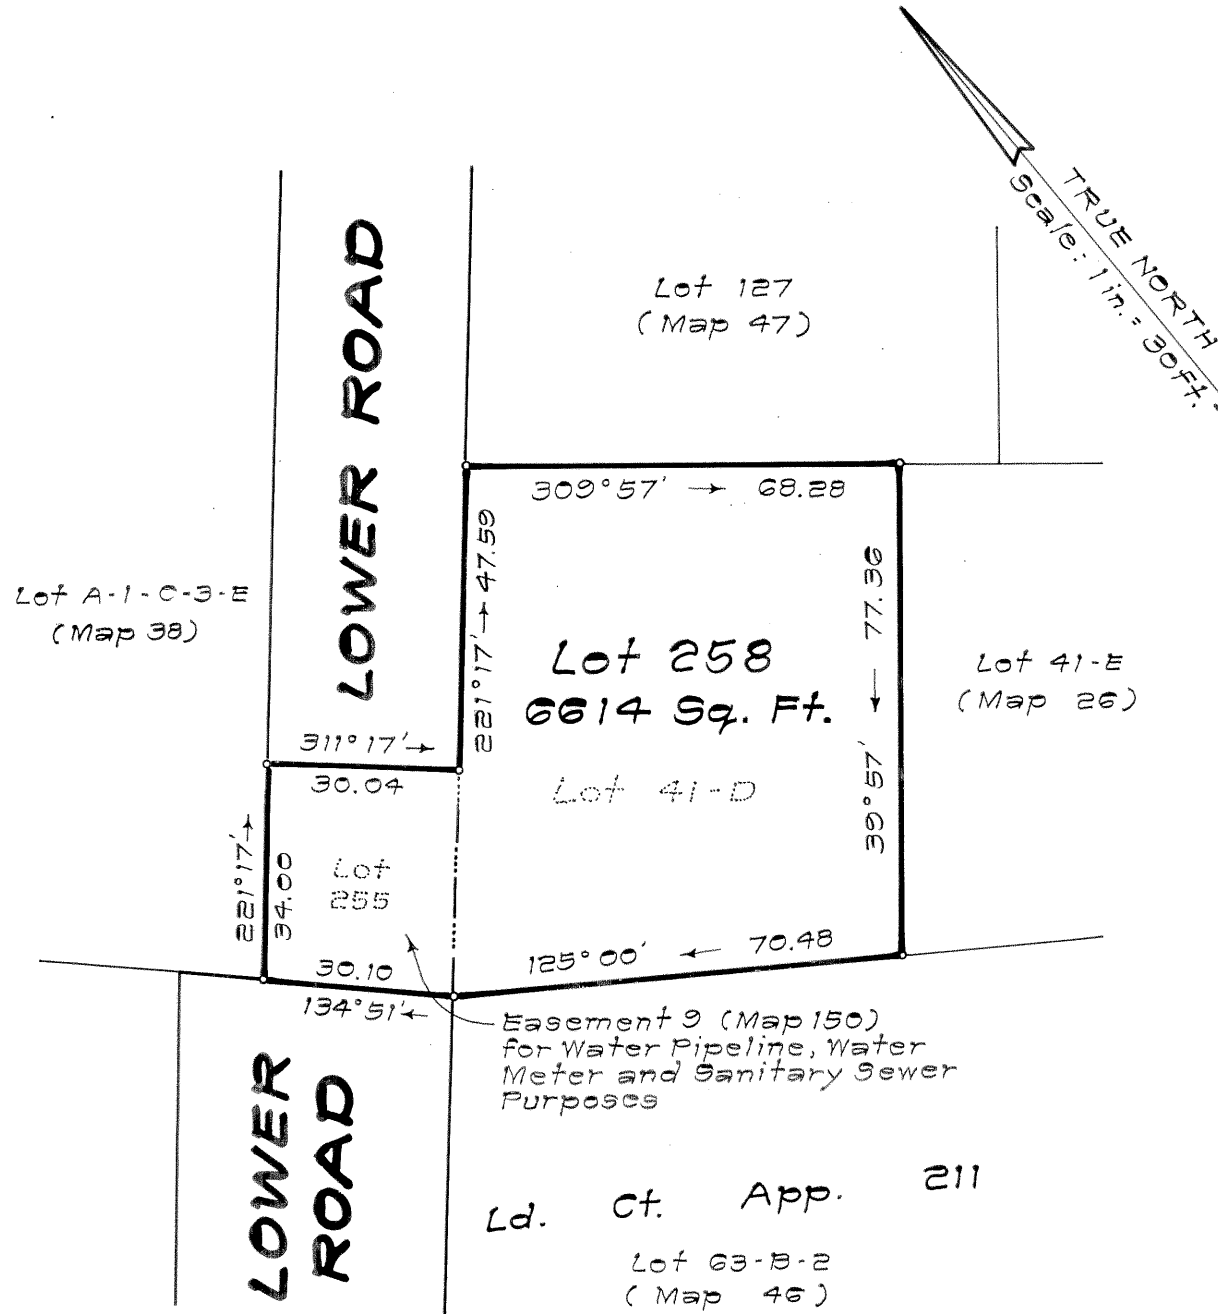 TRUE NORTH
Scale: 1 in. = 30 Ft.
LOWER ROAD
Lot 127
(Map 47)
309°57' → 68.28
221°17' → 47.59
77.36
39°57'
Lot A-1-C-3-E
(Map 38)
Lot 258
6614 Sq. Ft.
Lot 41-D
Lot 41-E
(Map 26)
311°17' →
30.04
221°17' →
34.00
Lot
255
30.10
134°51' ←
125°00' ← 70.48
Easement 9 (Map 150)
for Water Pipeline, Water
Meter and Sanitary Sewer
Purposes
LOWER
ROAD
Ld. Ct. App. 211
Lot 63-B-2
(Map 46)